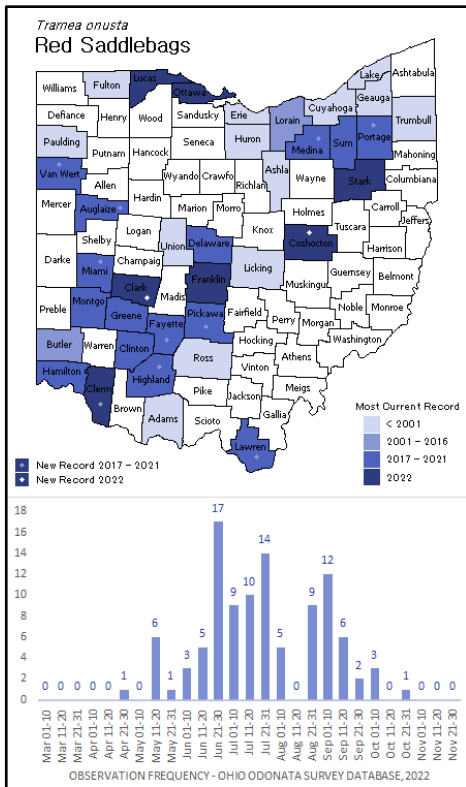 Tramea onusta
Red Saddlebags
Lake
Ashtabula
Williams Fulton Lucas Ottawa Geauga
Cuyahoga
Defiance Henry Wood Sandusky Erie Lorain Trumbull
Paulding Seneca Huron Medina Sum Portage
Putnam Hancock Mahoning
Van Wert Wyando Crawfo Ashla Wayne Stark Columbiana
Allen Richlan
Mercer Auglaize Hardin Marion Morro Holmes Carroll
Logan Knox Tuscara Jeffers
Shelby Union Delaware Coshocton Harrison
Darke Champaig Licking
Miami Guernsey Belmont
Clark Madis Franklin Muskingu
Preble Montgo Greene Fairfield Noble Monroe
Fayette Pickawa Perry Morgan
Butler Warren Clinton Hocking Washington
Ross Athens
Hamilton Highland Vinton
Clerm Pike Meigs
Brown Adams Scioto Jackson
Gallia
Lawren
Most Current Record
< 2001
2001 – 2016
2017 – 2021
2022
New Record 2017 – 2021
New Record 2022
18
16
14
12
10
8
6
4
2
0
0 0 0 0 0 1 0 6 1 3 5 17 9 10 14 5 0 9 12 6 2 3 0 1 0 0 0
Mar 01-10
Mar 11-20
Mar 21-31
Apr 01-10
Apr 11-20
Apr 21-30
May 01-10
May 11-20
May 21-31
Jun 01-10
Jun 11-20
Jun 21-30
Jul 01-10
Jul 11-20
Jul 21-31
Aug 01-10
Aug 11-20
Aug 21-31
Sep 01-10
Sep 11-20
Sep 21-30
Oct 01-10
Oct 11-20
Oct 21-31
Nov 01-10
Nov 11-20
Nov 21-30
OBSERVATION FREQUENCY - OHIO ODONATA SURVEY DATABASE, 2022